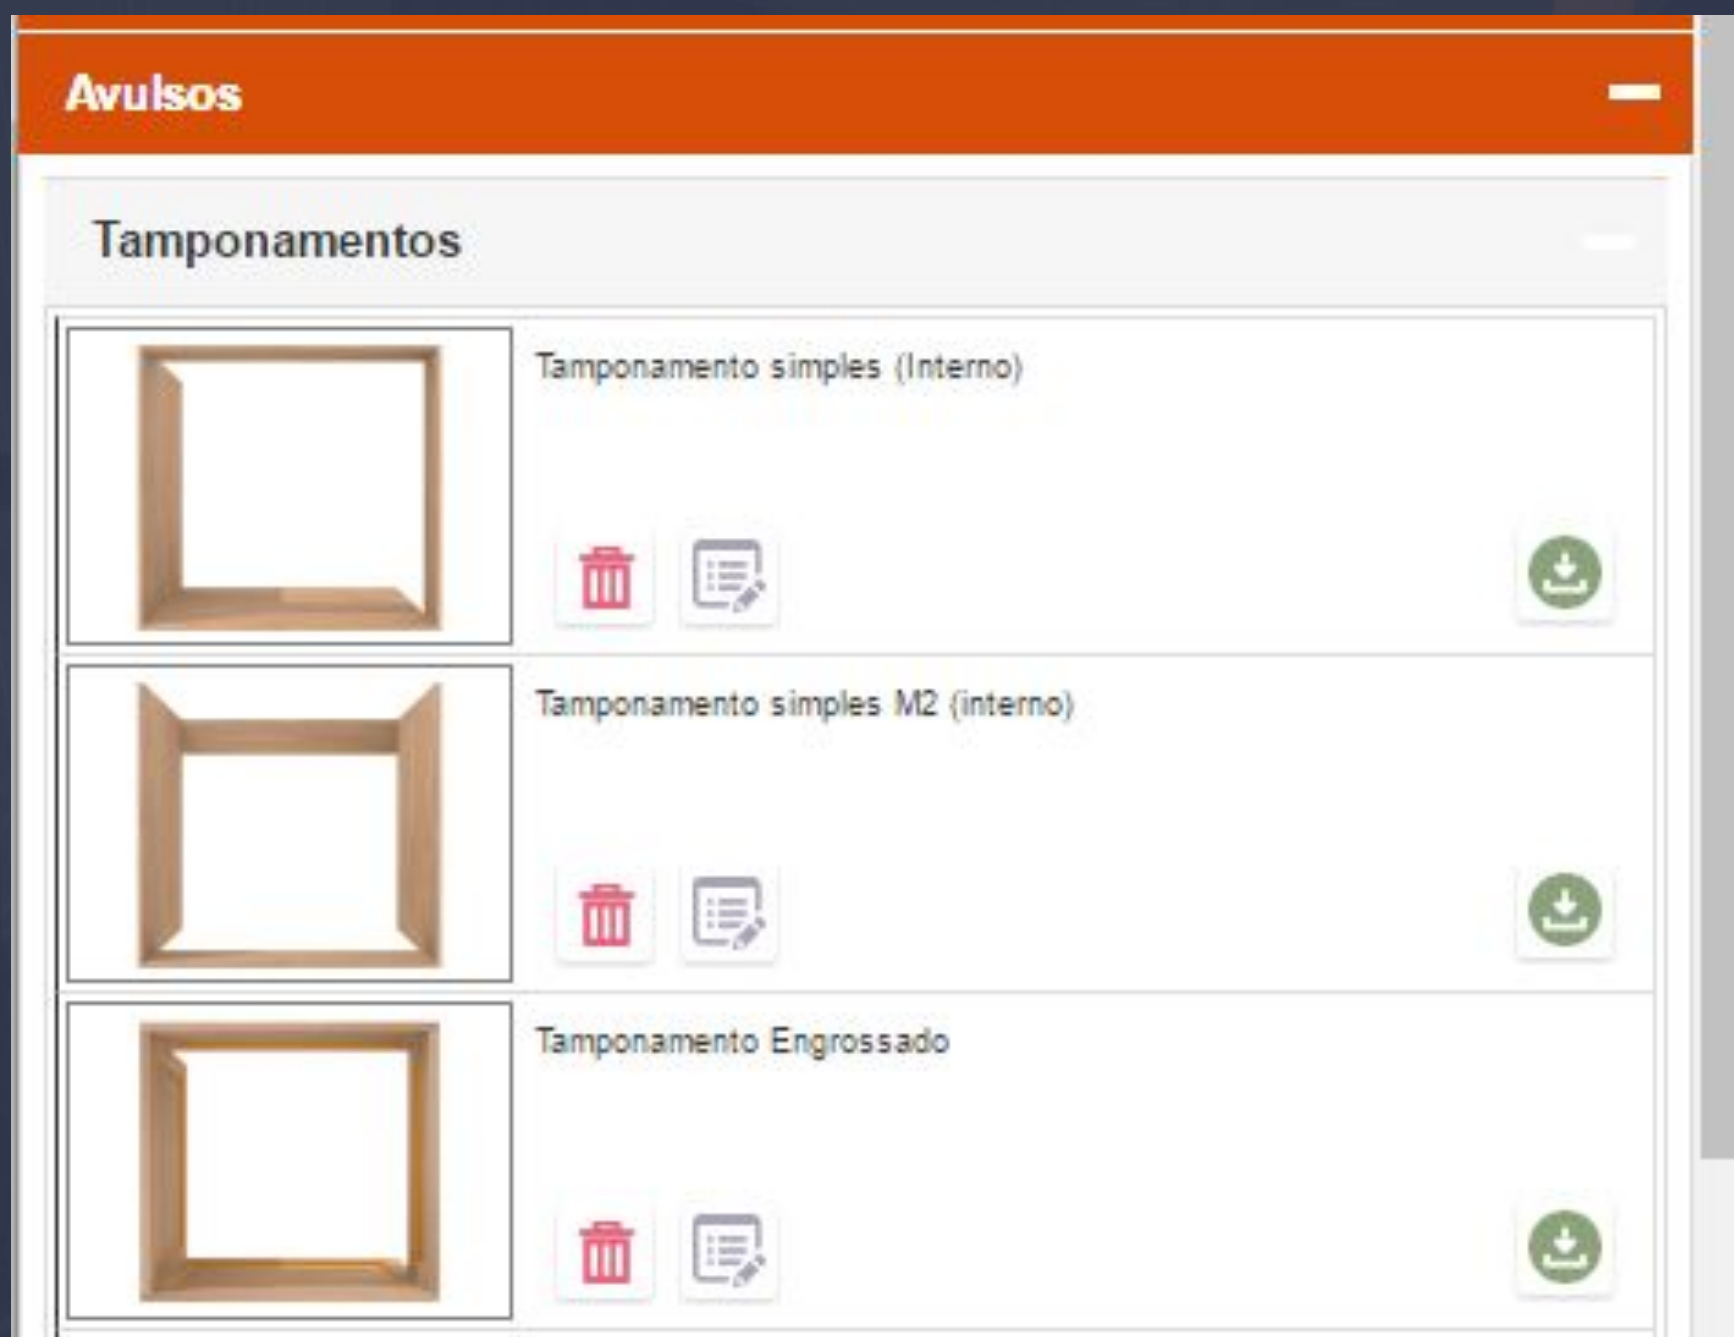 Avulsos
Tamponamentos
Tamponamento simples (Interno)
Tamponamento simples M2 (interno)
Tamponamento Engrossado